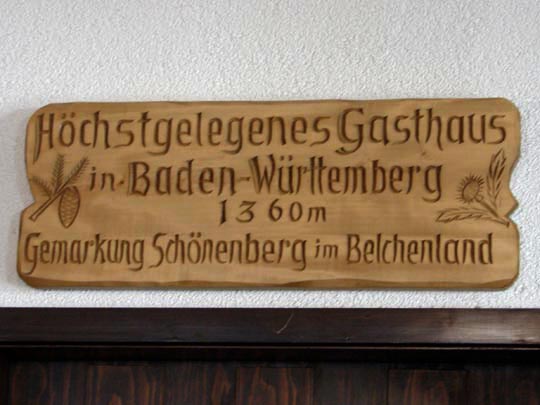 Höchstgelegenes Gasthaus
in Baden-Württemberg
1360m
Gemarkung Schönenberg im Belchenland